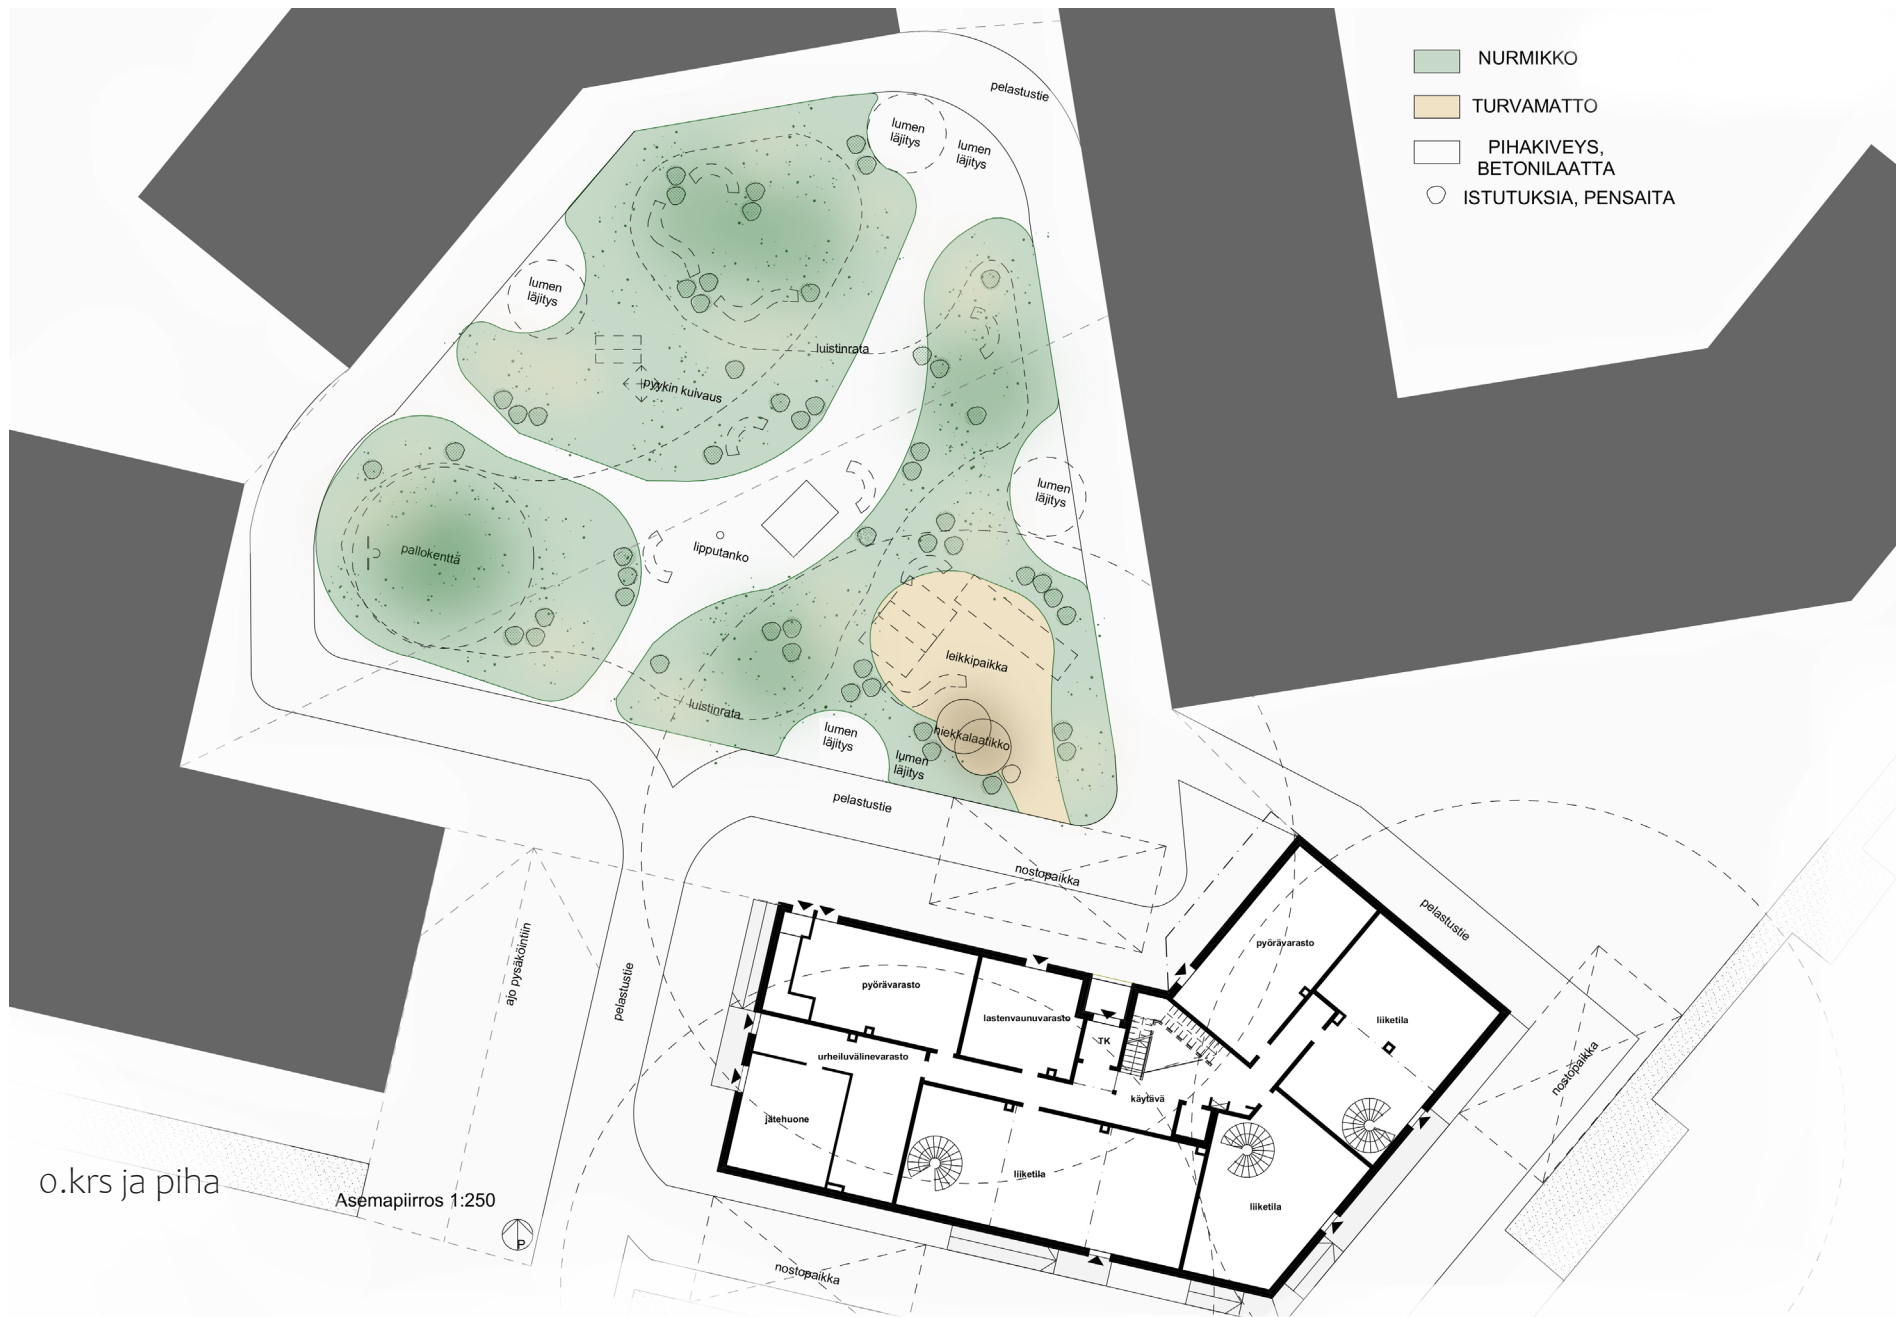 NURMIKKO
TURVAMATTO
PIHAKIVEYS,
BETONILAATTA
ISTUTUKSIA, PENSAITA
pelastustie
lumen
läjitys
lumen
läjitys
lumen
läjitys
luistinrata
pyykin kuivaus
lumen
läjitys
pallokenttä
lipputanko
leikkipaikka
luistinrata
hiekkalaatikko
lumen
läjitys
lumen
läjitys
pelastustie
nostopaikka
pelastustie
ajo pysäköintiin
pelastustie
pyörävarasto
pyörävarasto
lastenvaunuvarasto
liiketila
TK
urheiluvälinevarasto
nostopaikka
käytävä
jätehuone
liiketila
liiketila
0.krs ja piha
Asemapiirros 1:250
P
nostopaikka